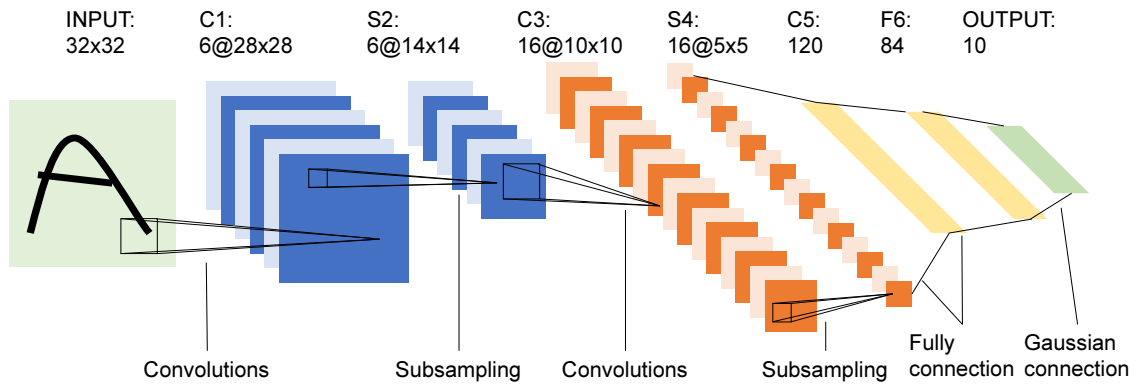 INPUT:
32x32
C1:
6@28x28
S2:
6@14x14
C3:
16@10x10
S4:
16@5x5
C5:
120
F6:
84
OUTPUT:
10
A
Convolutions
Subsampling
Convolutions
Subsampling
Fully
connection
Gaussian
connection